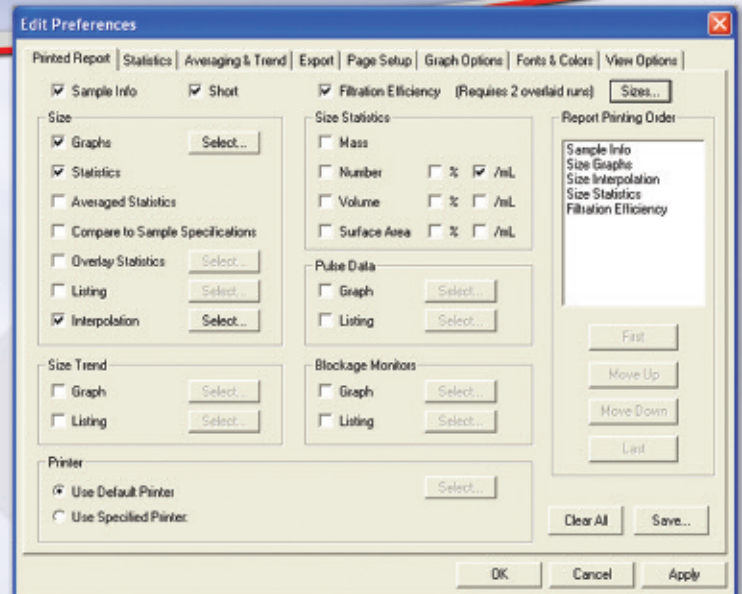 Edit Preferences
Printed Report Statistics Averaging & Trend Export Page Setup Graph Options Fonts & Colors View Options
Sample Info Short Filtration Efficiency (Requires 2 overlaid runs) Sizes...
Size
Graphs Select...
Statistics
Averaged Statistics
Compare to Sample Specifications
Overlay Statistics Select...
Listing Select...
Interpolation Select...
Size Statistics
Mass
Number % /mL
Volume % /mL
Surface Area % /mL
Pulse Data
Graph Select...
Listing Select...
Report Printing Order
Sample Info
Size Graphs
Size Interpolation
Size Statistics
Filtration Efficiency
First
Move Up
Move Down
Last
Size Trend
Graph Select...
Listing Select...
Blockage Monitors
Graph Select...
Listing Select...
Printer
Use Default Printer Select...
Use Specified Printer:
Clear All Save...
OK Cancel Apply